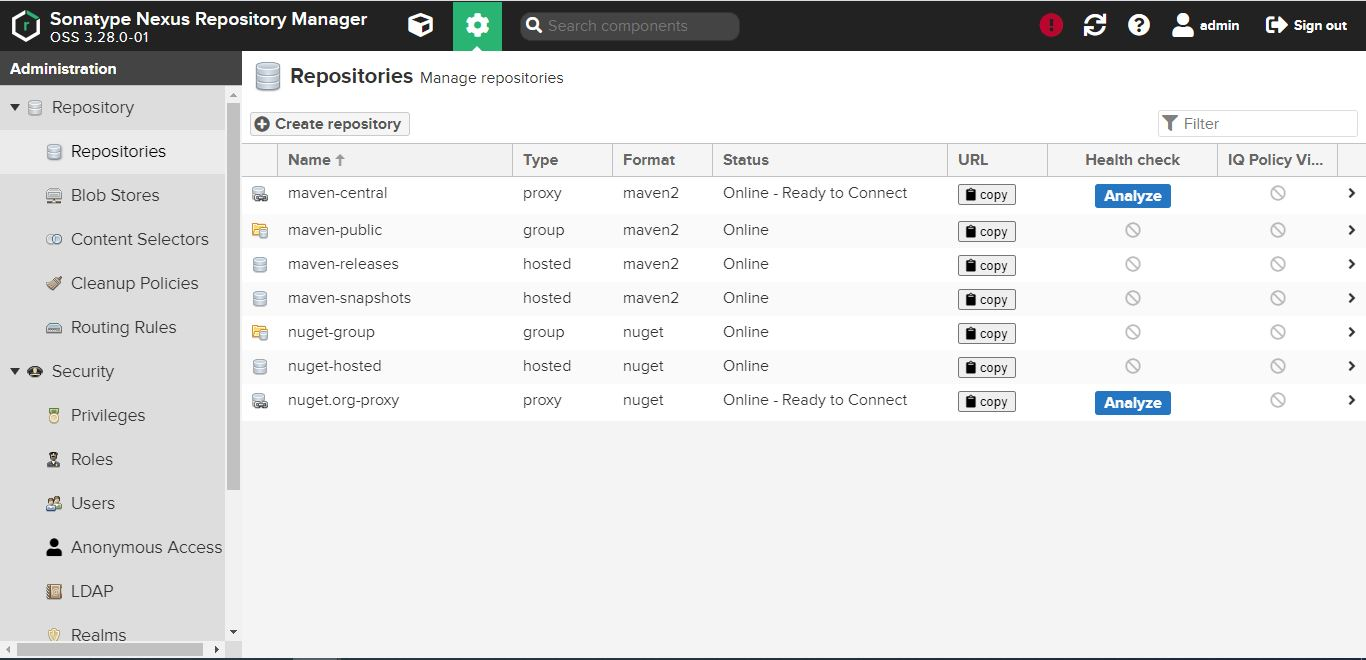 Sonatype Nexus Repository Manager
OSS 3.28.0-01
Search components
admin
Sign out
Administration
Repository
Repositories
Blob Stores
Content Selectors
Cleanup Policies
Routing Rules
Security
Privileges
Roles
Users
Anonymous Access
LDAP
Realms
Repositories Manage repositories
Create repository
Filter
Name Type Format Status URL Health check IQ Policy Vi...
maven-central proxy maven2 Online - Ready to Connect copy Analyze
maven-public group maven2 Online copy
maven-releases hosted maven2 Online copy
maven-snapshots hosted maven2 Online copy
nuget-group group nuget Online copy
nuget-hosted hosted nuget Online copy
nuget.org-proxy proxy nuget Online - Ready to Connect copy Analyze